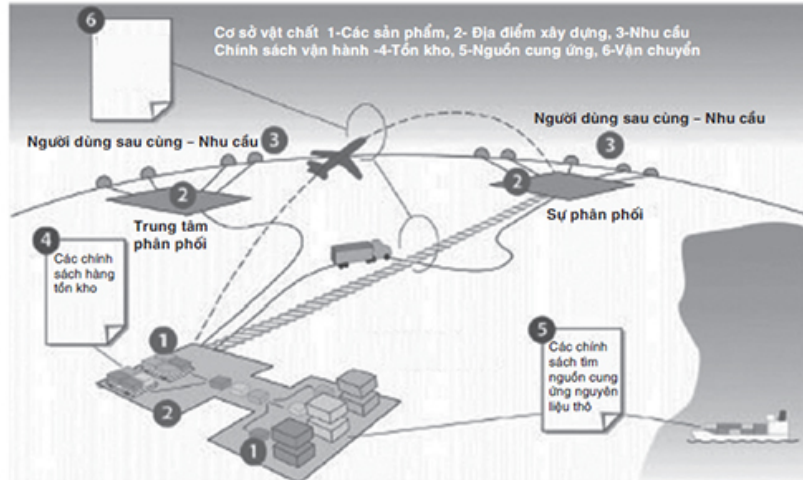 6
Cơ sở vật chất 1-Các sản phẩm, 2- Địa điểm xây dựng, 3-Nhu cầu
Chính sách vận hành -4-Tồn kho, 5-Nguồn cung ứng, 6-Vận chuyển
Người dùng sau cùng – Nhu cầu
3
Người dùng sau cùng – Nhu cầu
3
2
2
Trung tâm
phân phối
Sự phân phối
4
Các chính
sách hàng
tồn kho
1
2
1
5
Các chính
sách tìm
nguồn cung
ứng nguyên
liệu thô